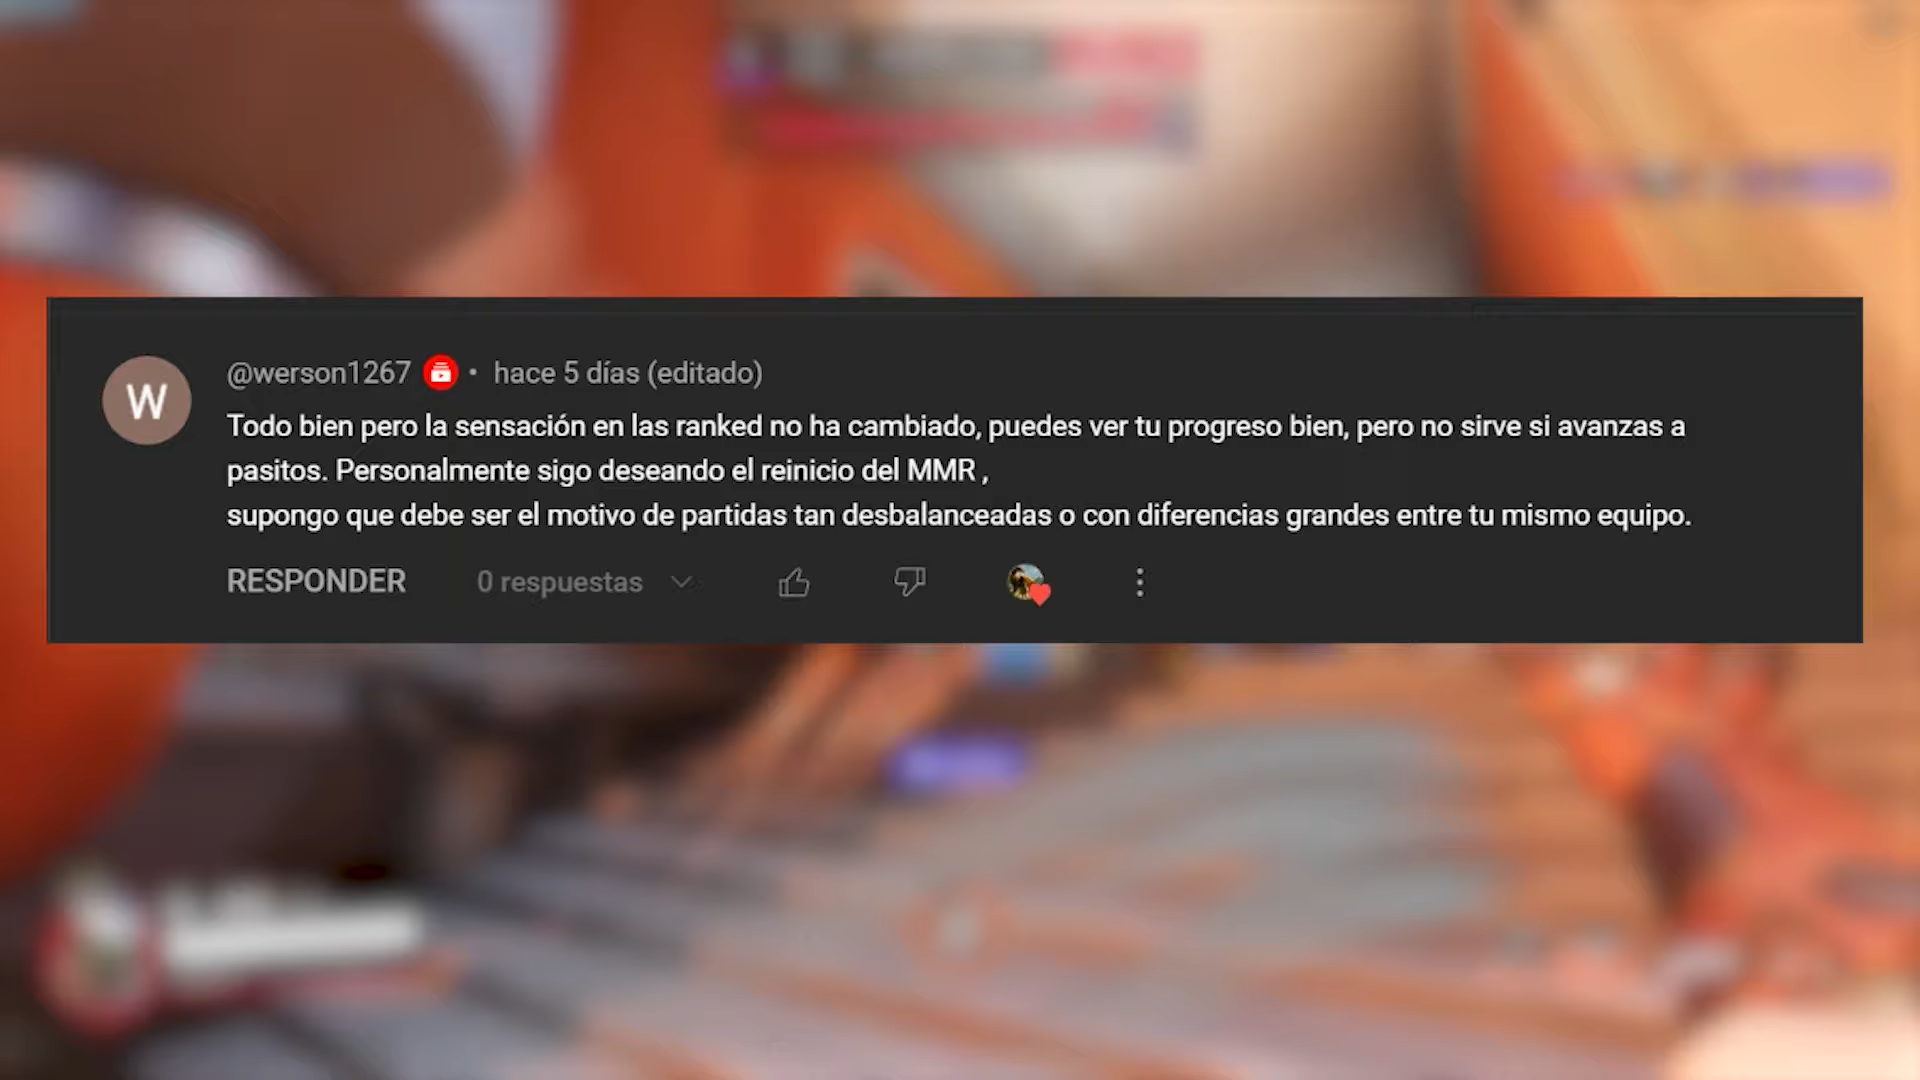 @werson1267 • hace 5 días (editado)
W
Todo bien pero la sensación en las ranked no ha cambiado, puedes ver tu progreso bien, pero no sirve si avanzas a
pasitos. Personalmente sigo deseando el reinicio del MMR ,
supongo que debe ser el motivo de partidas tan desbalanceadas o con diferencias grandes entre tu mismo equipo.
RESPONDER 0 respuestas